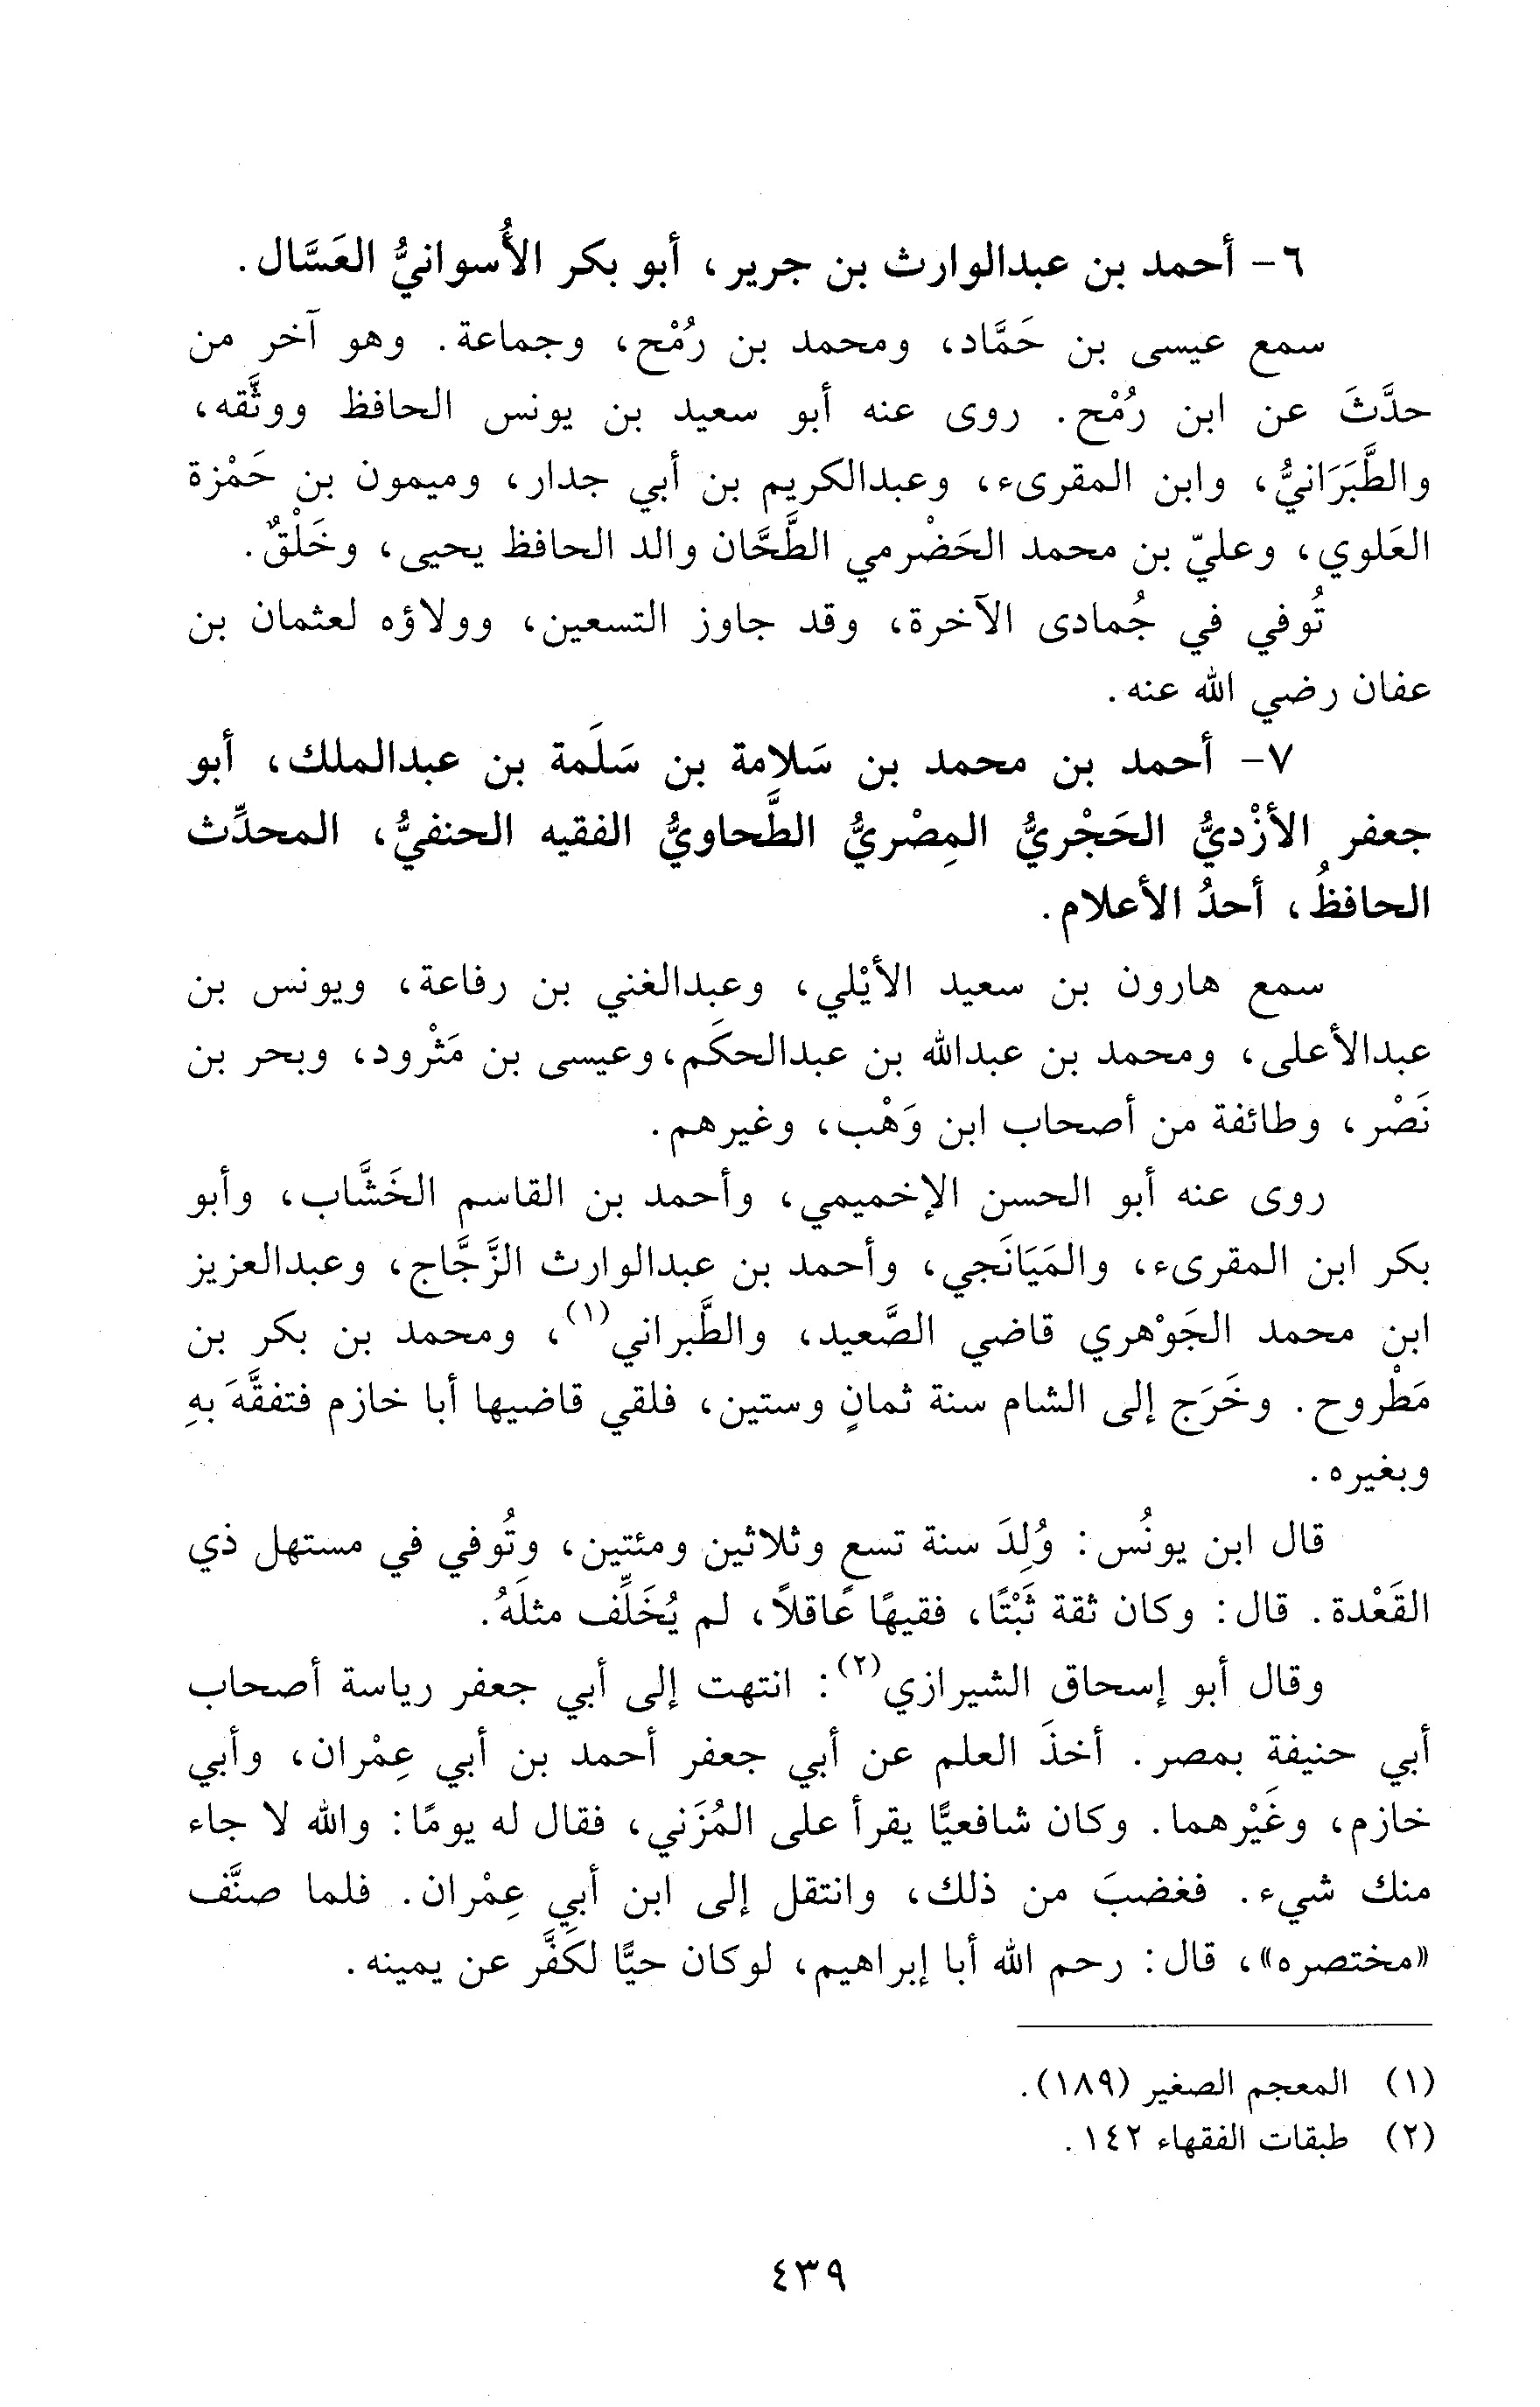 ٦- أحمد بن عبدالوارث بن جرير، أبو بكر الأُسوانيُّ العَسَّال.
سمع عيسى بن حَمَّاد، ومحمد بن رُمْح، وجماعة. وهو آخر من
حدَّثَ عن ابن رُمْح. روى عنه أبو سعيد بن يونس الحافظ ووثَّقه،
والطَّبَرَانيُّ، وابن المقرىء، وعبدالكريم بن أبي جدار، وميمون بن حَمْزة
العَلوي، وعليّ بن محمد الحَضْرمي الطَّحَّان والد الحافظ يحيى، وخَلْقٌ.
تُوفي في جُمادى الآخرة، وقد جاوز التسعين، وولاؤه لعثمان بن
عفان رضي الله عنه.
٧- أحمد بن محمد بن سَلامة بن سَلَمة بن عبدالملك، أبو
جعفر الأزْديُّ الحَجْريُّ المِصْريُّ الطَّحاويُّ الفقيه الحنفيُّ، المحدِّث
الحافظُ، أحدُ الأعلام.
سمع هارون بن سعيد الأيْلي، وعبدالغني بن رفاعة، ويونس بن
عبدالأعلى، ومحمد بن عبدالله بن عبدالحكَم، وعيسى بن مَثْرود، وبحر بن
نَصْر، وطائفة من أصحاب ابن وَهْب، وغيرهم.
روى عنه أبو الحسن الإخميمي، وأحمد بن القاسم الخَشَّاب، وأبو
بكر ابن المقرىء، والمَيَانَجي، وأحمد بن عبدالوارث الزَّجَّاج، وعبدالعزيز
ابن محمد الجَوْهري قاضي الصَّعيد، والطَّبراني(١)، ومحمد بن بكر بن
مَطْروح. وخَرَج إلى الشام سنة ثمانٍ وستين، فلقي قاضيها أبا خازم فتفقَّهَ بهِ
وبغيره.
قال ابن يونُس: وُلِدَ سنة تسع وثلاثين ومئتين، وتُوفي في مستهل ذي
القَعْدة. قال: وكان ثقة ثَبْتًا، فقيهًا عاقلاً، لم يُخَلِّف مثلَهُ.
وقال أبو إسحاق الشيرازي(٢): انتهت إلى أبي جعفر رياسة أصحاب
أبي حنيفة بمصر. أخذَ العلم عن أبي جعفر أحمد بن أبي عِمْران، وأبي
خازم، وغَيْرهما. وكان شافعيًّا يقرأ على المُزَني، فقال له يومًا: والله لا جاء
منك شيء. فغضبَ من ذلك، وانتقل إلى ابن أبي عِمْران. فلما صنَّف
«مختصره»، قال: رحم الله أبا إبراهيم، لوكان حيًّا لكَفَّر عن يمينه.
(١) المعجم الصغير (١٨٩).
(٢) طبقات الفقهاء ١٤٢.
٤٣٩